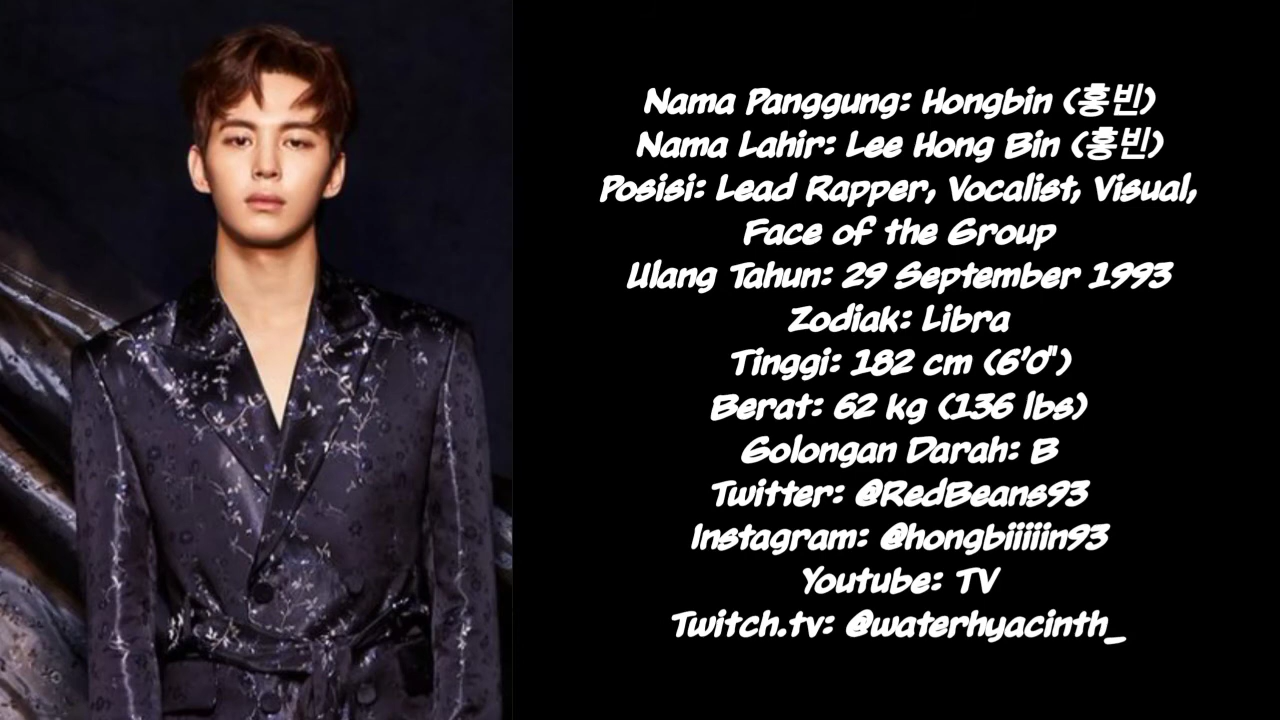 Nama Panggung: Hongbin (홍빈)
Nama Lahir: Lee Hong Bin (홍빈)
Posisi: Lead Rapper, Vocalist, Visual,
Face of the Group
Ulang Tahun: 29 September 1993
Zodiak: Libra
Tinggi: 182 cm (6'0")
Berat: 62 kg (136 lbs)
Golongan Darah: B
Twitter: @RedBeans93
Instagram: @hongbiiiiin93
Youtube: TV
Twitch.tv: @waterhyacinth_